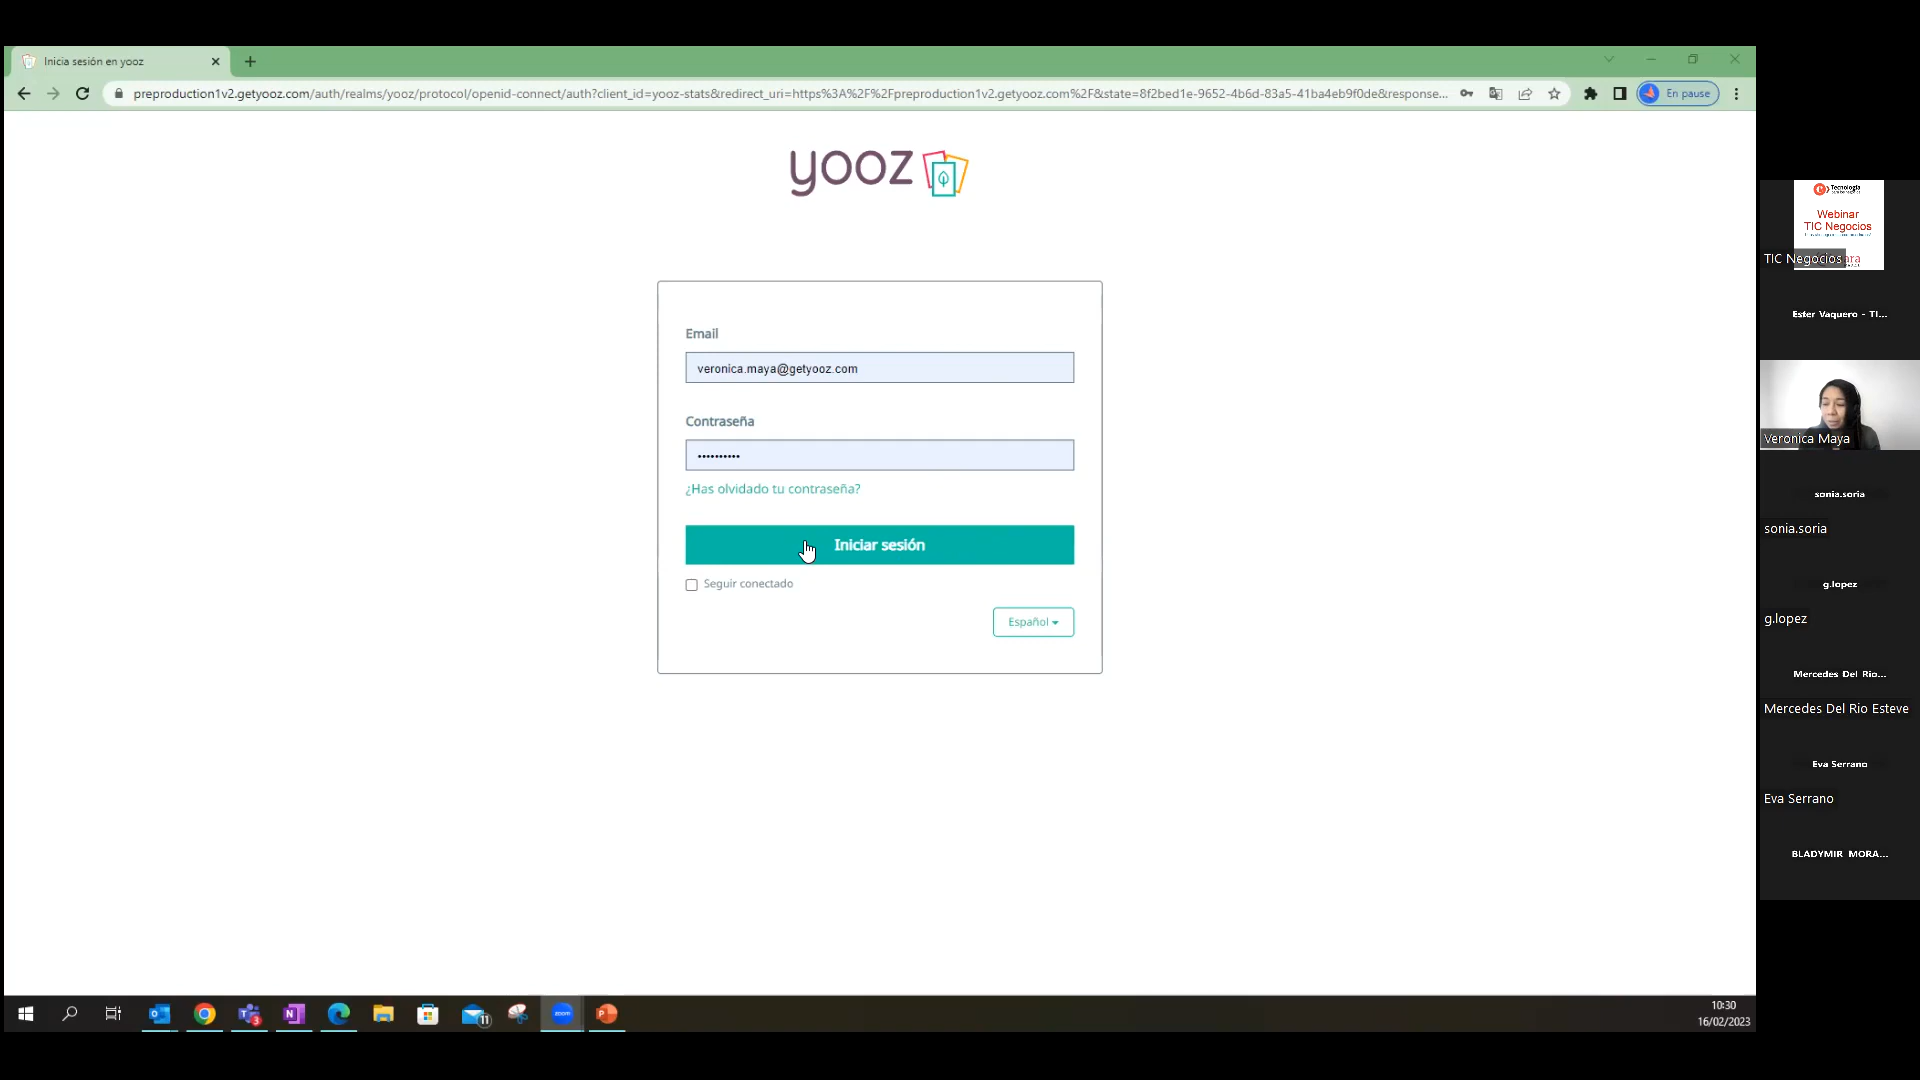 Inicia sesión en yooz
preproduction1v2.getyooz.com/auth/realms/yooz/protocol/openid-connect/auth?client_id=yooz-stats&redirect_uri=https%3A%2F%2Fpreproduction1v2.getyooz.com%2F&state=8f2bed1e-9652-4b6d-83a5-41ba4eb9f0de&response...
En pause
yooz
Email
veronica.maya@getyooz.com
Contraseña
••••••••••
¿Has olvidado tu contraseña?
Iniciar sesión
Seguir conectado
Español
Tecnología
Webinar
TIC Negocios
TIC Negocios
Ester Vaquero - TI...
Veronica Maya
sonia.soria
sonia.soria
g.lopez
g.lopez
Mercedes Del Rio...
Mercedes Del Rio Esteve
Eva Serrano
Eva Serrano
BLADYMIR MORA...
3
11
zoom
10:30
16/02/2023